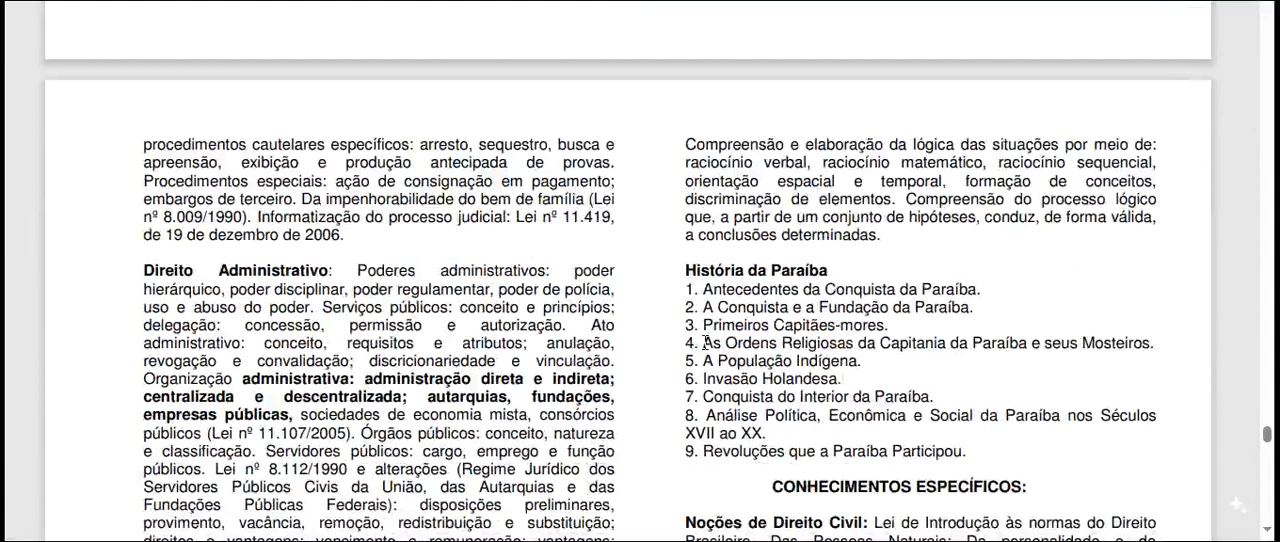 procedimentos cautelares específicos: arresto, sequestro, busca e
apreensão, exibição e produção antecipada de provas.
Procedimentos especiais: ação de consignação em pagamento;
embargos de terceiro. Da impenhorabilidade do bem de família (Lei
nº 8.009/1990). Informatização do processo judicial: Lei nº 11.419,
de 19 de dezembro de 2006.
Direito Administrativo: Poderes administrativos: poder
hierárquico, poder disciplinar, poder regulamentar, poder de polícia,
uso e abuso do poder. Serviços públicos: conceito e princípios;
delegação: concessão, permissão e autorização. Ato
administrativo: conceito, requisitos e atributos; anulação,
revogação e convalidação; discricionariedade e vinculação.
Organização administrativa: administração direta e indireta;
centralizada e descentralizada; autarquias, fundações,
empresas públicas, sociedades de economia mista, consórcios
públicos (Lei nº 11.107/2005). Órgãos públicos: conceito, natureza
e classificação. Servidores públicos: cargo, emprego e função
públicos. Lei nº 8.112/1990 e alterações (Regime Jurídico dos
Servidores Públicos Civis da União, das Autarquias e das
Fundações Públicas Federais): disposições preliminares,
provimento, vacância, remoção, redistribuição e substituição;
direitos e vantagens: vencimento e remuneração; vantagens;
Compreensão e elaboração da lógica das situações por meio de:
raciocínio verbal, raciocínio matemático, raciocínio sequencial,
orientação espacial e temporal, formação de conceitos,
discriminação de elementos. Compreensão do processo lógico
que, a partir de um conjunto de hipóteses, conduz, de forma válida,
a conclusões determinadas.
História da Paraíba
1. Antecedentes da Conquista da Paraíba.
2. A Conquista e a Fundação da Paraíba.
3. Primeiros Capitães-mores.
4. As Ordens Religiosas da Capitania da Paraíba e seus Mosteiros.
5. A População Indígena.
6. Invasão Holandesa.
7. Conquista do Interior da Paraíba.
8. Análise Política, Econômica e Social da Paraíba nos Séculos
XVII ao XX.
9. Revoluções que a Paraíba Participou.
CONHECIMENTOS ESPECÍFICOS:
Noções de Direito Civil: Lei de Introdução às normas do Direito
Brasileiro. Das Pessoas Naturais: Da personalidade e da